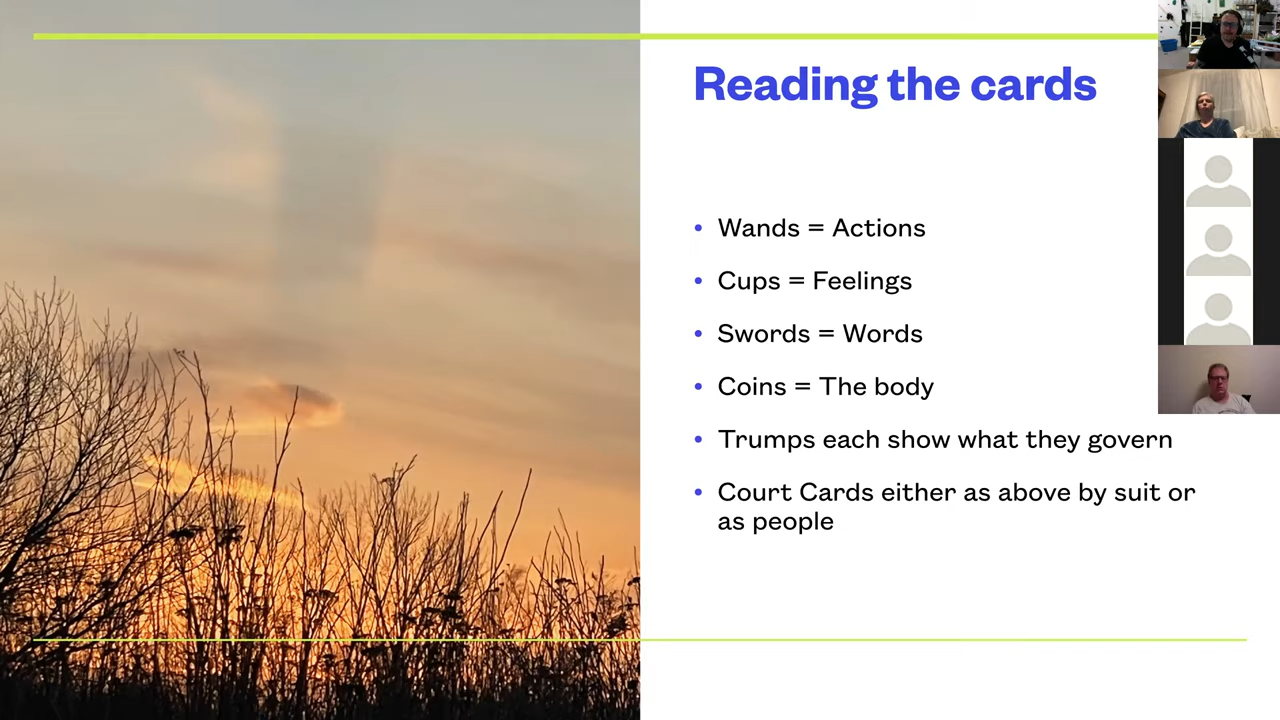 Reading the cards
• Wands = Actions
• Cups = Feelings
• Swords = Words
• Coins = The body
• Trumps each show what they govern
• Court Cards either as above by suit or
as people